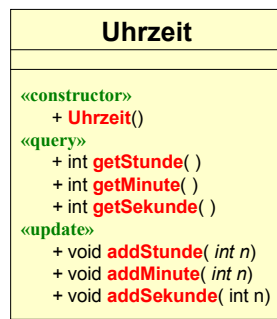 Uhrzeit
«constructor»
+ Uhrzeit()
«query»
+ int getStunde( )
+ int getMinute( )
+ int getSekunde( )
«update»
+ void addStunde( int n)
+ void addMinute( int n)
+ void addSekunde( int n)